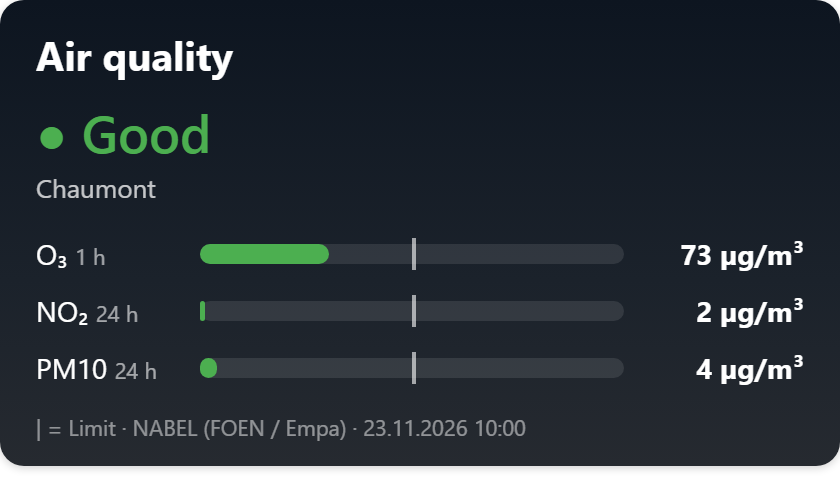 Air quality
● Good
Chaumont
O₃ 1 h 73 µg/m³
NO₂ 24 h 2 µg/m³
PM10 24 h 4 µg/m³
| = Limit · NABEL (FOEN / Empa) · 23.11.2026 10:00